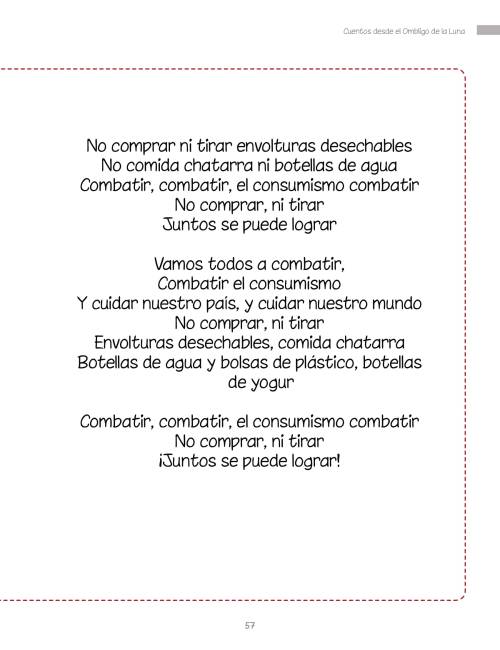 Cuentos desde el Ombligo de la Luna
No comprar ni tirar envolturas desechables
No comida chatarra ni botellas de agua
Combatir, combatir, el consumismo combatir
No comprar, ni tirar
Juntos se puede lograr
Vamos todos a combatir,
Combatir el consumismo
Y cuidar nuestro país, y cuidar nuestro mundo
No comprar, ni tirar
Envolturas desechables, comida chatarra
Botellas de agua y bolsas de plástico, botellas
de yogur
Combatir, combatir, el consumismo combatir
No comprar, ni tirar
¡Juntos se puede lograr!
57